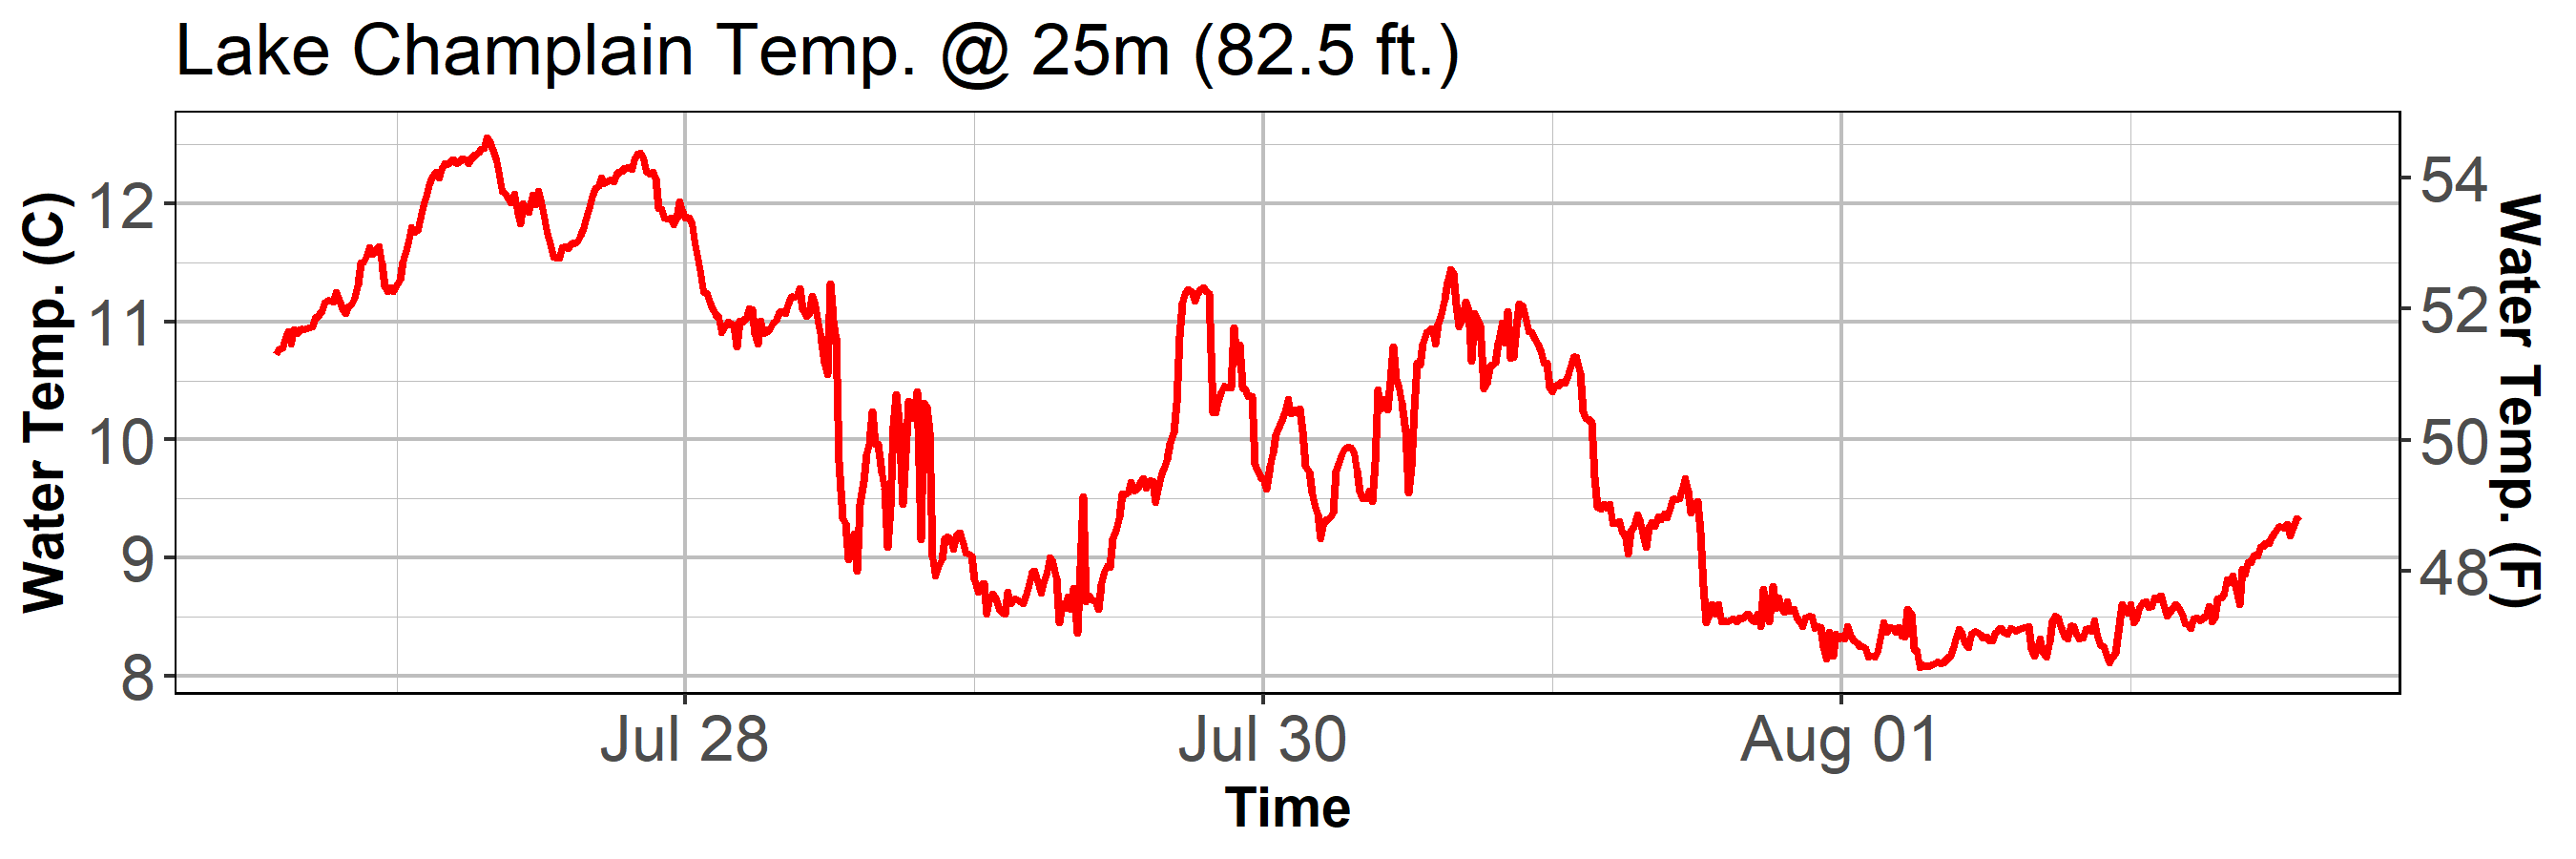 Lake Champlain Temp. @ 25m (82.5 ft.)
Water Temp. (C)
12
11
10
9
8
54
52
50
48
Water Temp. (F)
Jul 28
Jul 30
Aug 01
Time